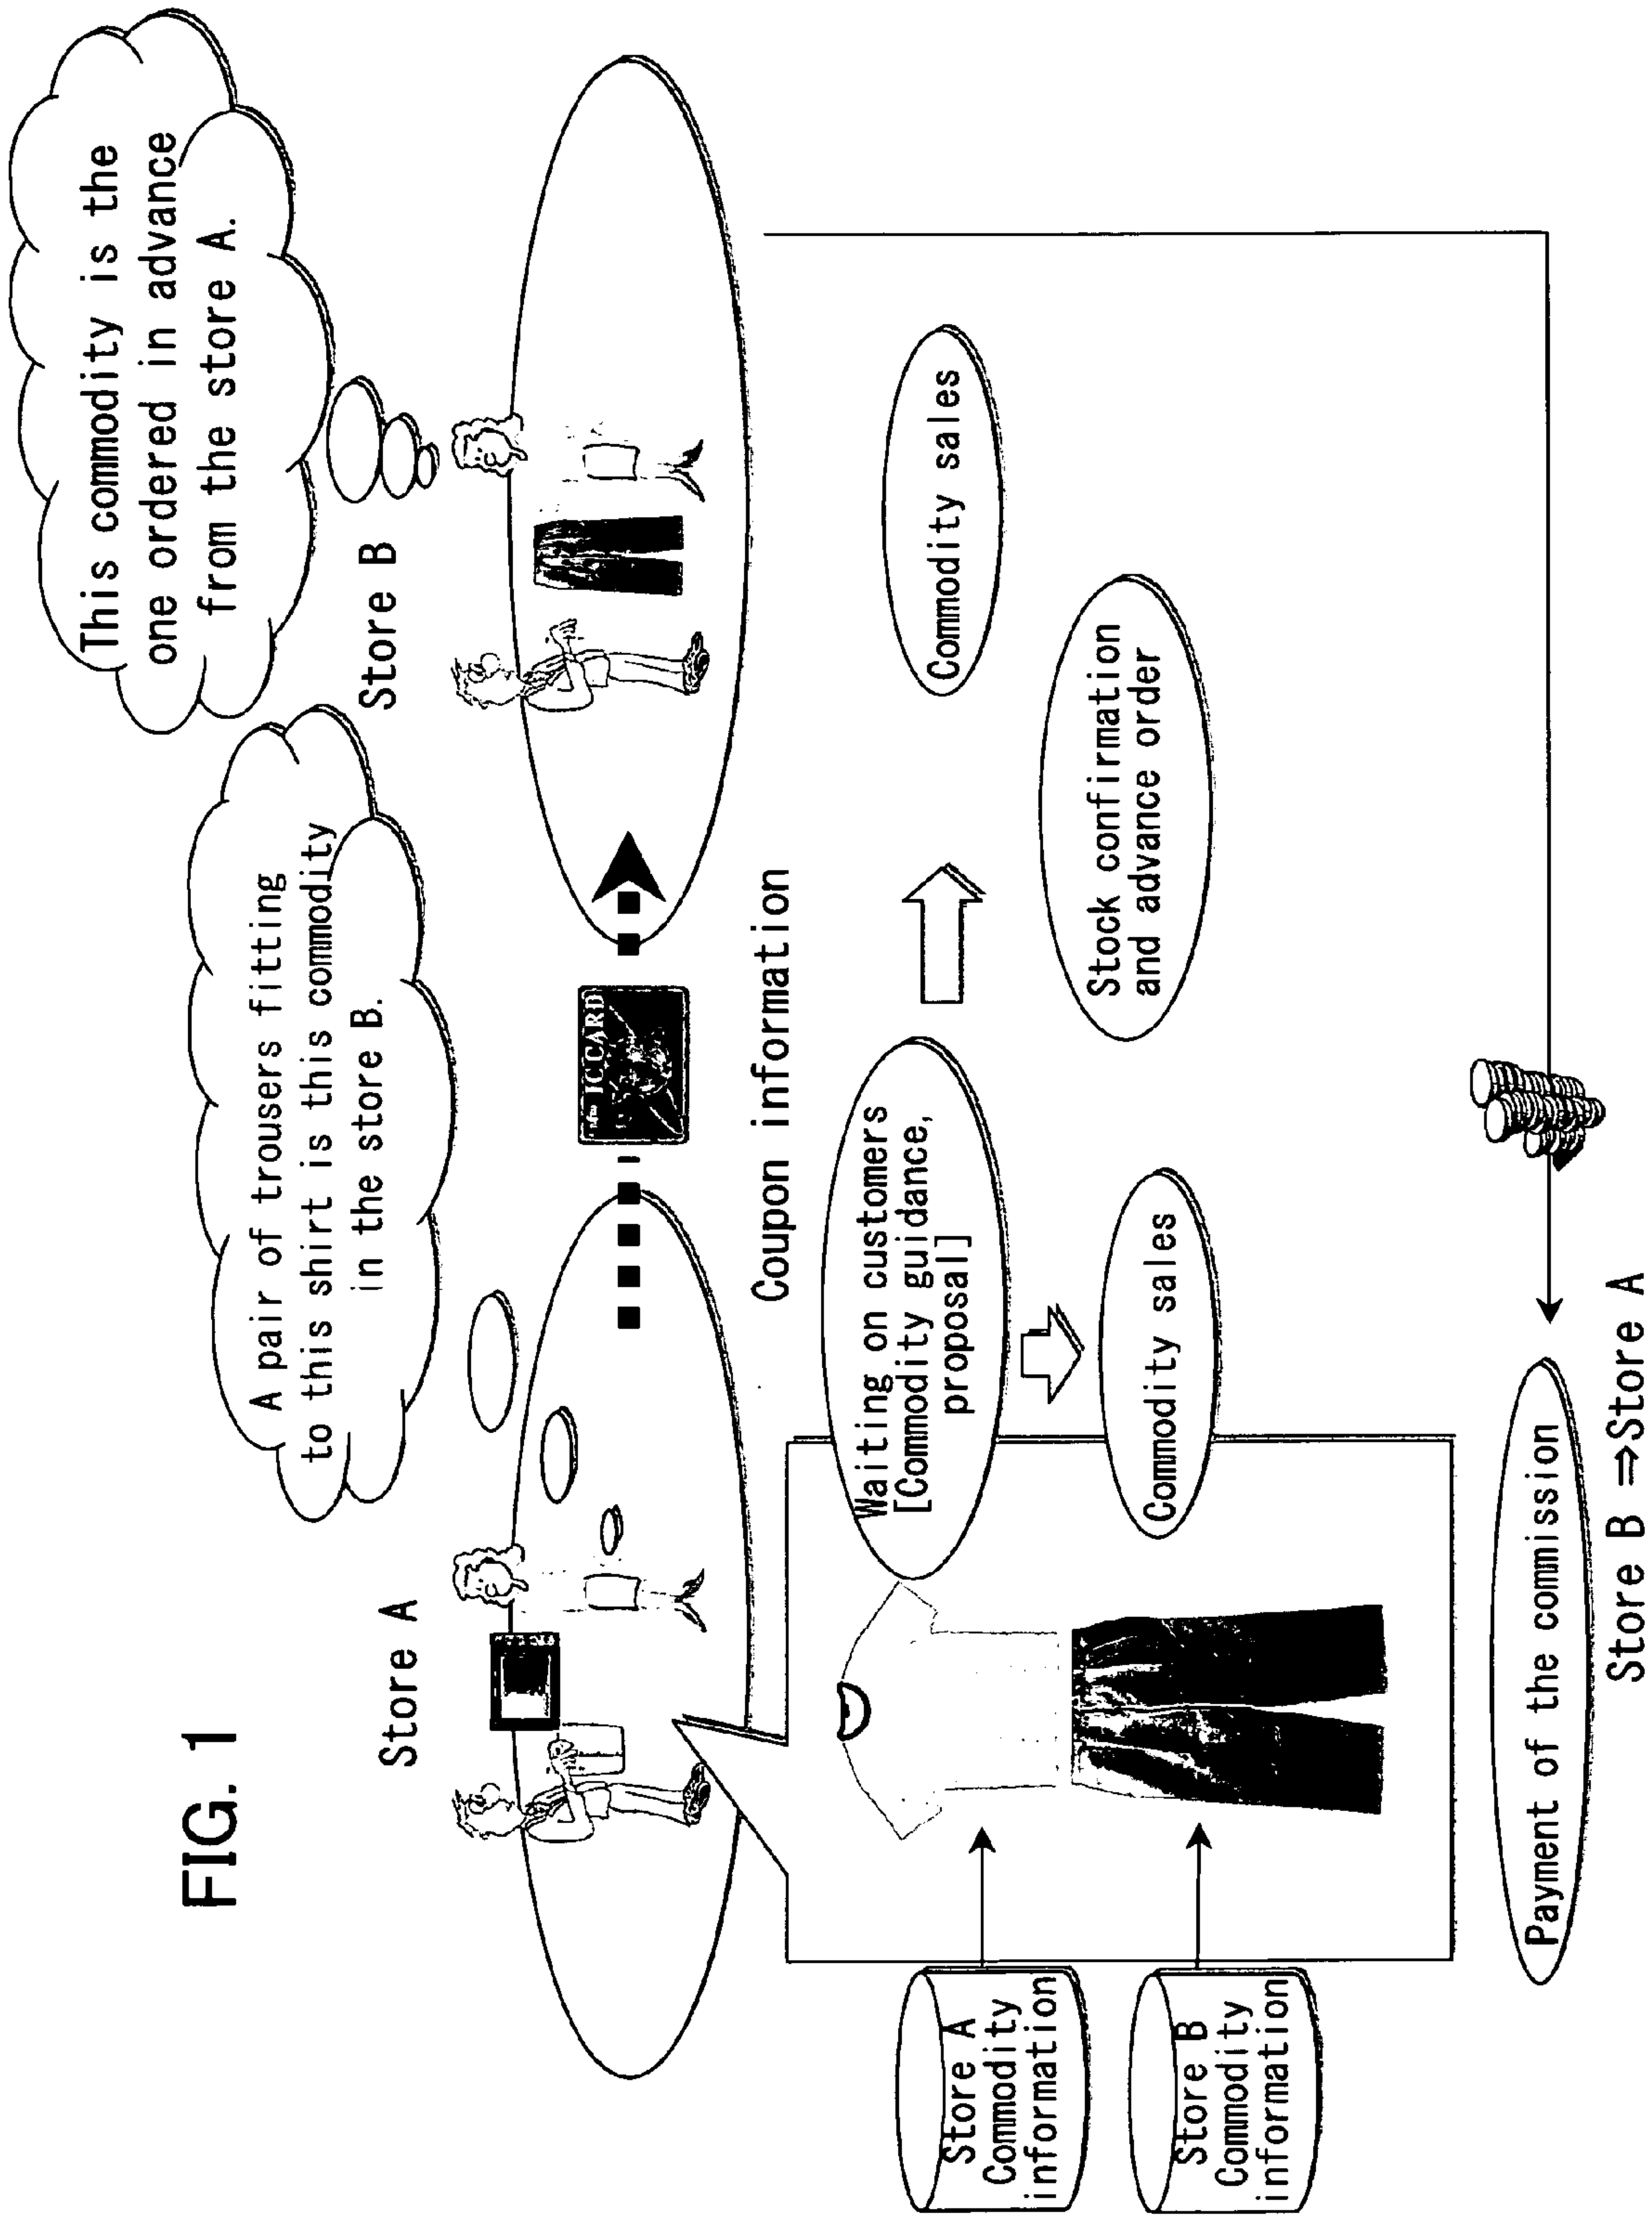 FIG. 1
This commodity is the
one ordered in advance
from the store A.
A pair of trousers fitting
to this shirt is this commodity
in the store B.
Store A
Store B
IC CARD
Coupon information
Waiting on customers
[Commodity guidance,
proposal]
Commodity sales
Commodity sales
Stock confirmation
and advance order
Store A
Commodity
information
Store B
Commodity
information
Payment of the commission
Store B ⇒Store A